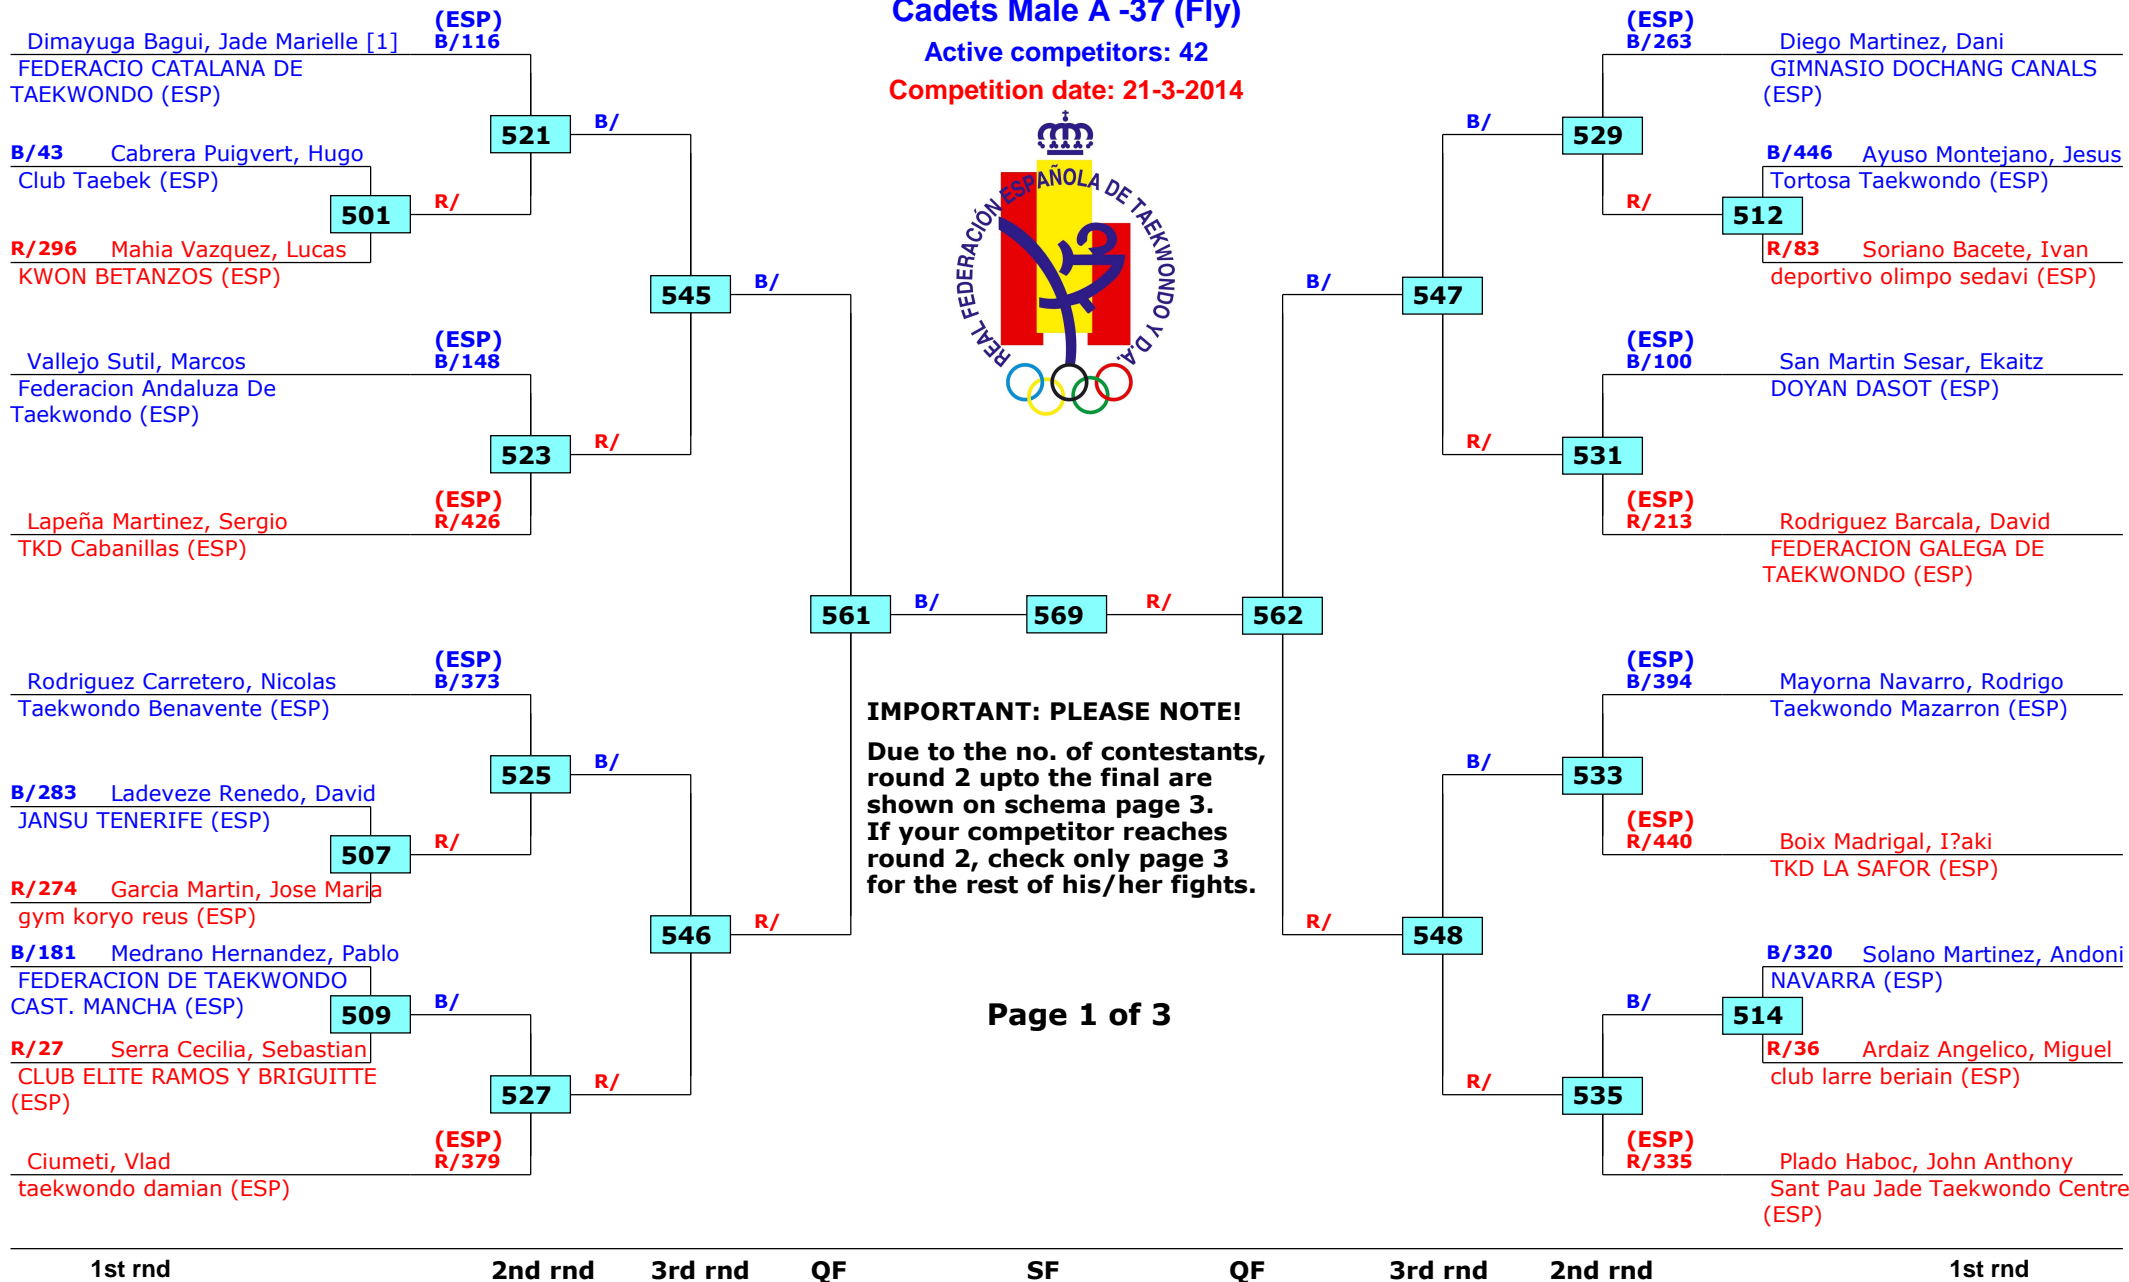 Cadets Male A -37 (Fly)
Active competitors: 42
Competition date: 21-3-2014
REAL FEDERACIÓN ESPAÑOLA DE TAEKWONDO Y D.A.
(ESP)
Dimayuga Bagui, Jade Marielle [1] B/116
FEDERACIO CATALANA DE
TAEKWONDO (ESP)
521 B/
B/43 Cabrera Puigvert, Hugo
Club Taebek (ESP)
501 R/
R/296 Mahia Vazquez, Lucas
KWON BETANZOS (ESP)
545 B/
(ESP)
Vallejo Sutil, Marcos B/148
Federacion Andaluza De
Taekwondo (ESP)
523 R/
(ESP)
Lapeña Martinez, Sergio R/426
TKD Cabanillas (ESP)
561 B/ 569 R/ 562
(ESP)
Rodriguez Carretero, Nicolas B/373
Taekwondo Benavente (ESP)
525 B/
B/283 Ladeveze Renedo, David
JANSU TENERIFE (ESP)
507 R/
R/274 Garcia Martin, Jose Maria
gym koryo reus (ESP)
546 R/
B/181 Medrano Hernandez, Pablo
FEDERACION DE TAEKWONDO
CAST. MANCHA (ESP)
509 B/
R/27 Serra Cecilia, Sebastian
CLUB ELITE RAMOS Y BRIGUITTE
(ESP)
527 R/
(ESP)
Ciumeti, Vlad R/379
taekwondo damian (ESP)
IMPORTANT: PLEASE NOTE!
Due to the no. of contestants,
round 2 upto the final are
shown on schema page 3.
If your competitor reaches
round 2, check only page 3
for the rest of his/her fights.
Page 1 of 3
(ESP)
B/263 Diego Martinez, Dani
GIMNASIO DOCHANG CANALS
(ESP)
B/ 529
B/446 Ayuso Montejano, Jesus
Tortosa Taekwondo (ESP)
R/ 512
R/83 Soriano Bacete, Ivan
deportivo olimpo sedavi (ESP)
B/ 547
(ESP)
B/100 San Martin Sesar, Ekaitz
DOYAN DASOT (ESP)
R/ 531
(ESP)
R/213 Rodriguez Barcala, David
FEDERACION GALEGA DE
TAEKWONDO (ESP)
(ESP)
B/394 Mayorna Navarro, Rodrigo
Taekwondo Mazarron (ESP)
B/ 533
(ESP)
R/440 Boix Madrigal, I?aki
TKD LA SAFOR (ESP)
R/ 548
B/320 Solano Martinez, Andoni
NAVARRA (ESP)
B/ 514
R/36 Ardaiz Angelico, Miguel
club larre beriain (ESP)
R/ 535
(ESP)
R/335 Plado Haboc, John Anthony
Sant Pau Jade Taekwondo Centre
(ESP)
1st rnd 2nd rnd 3rd rnd QF SF QF 3rd rnd 2nd rnd 1st rnd